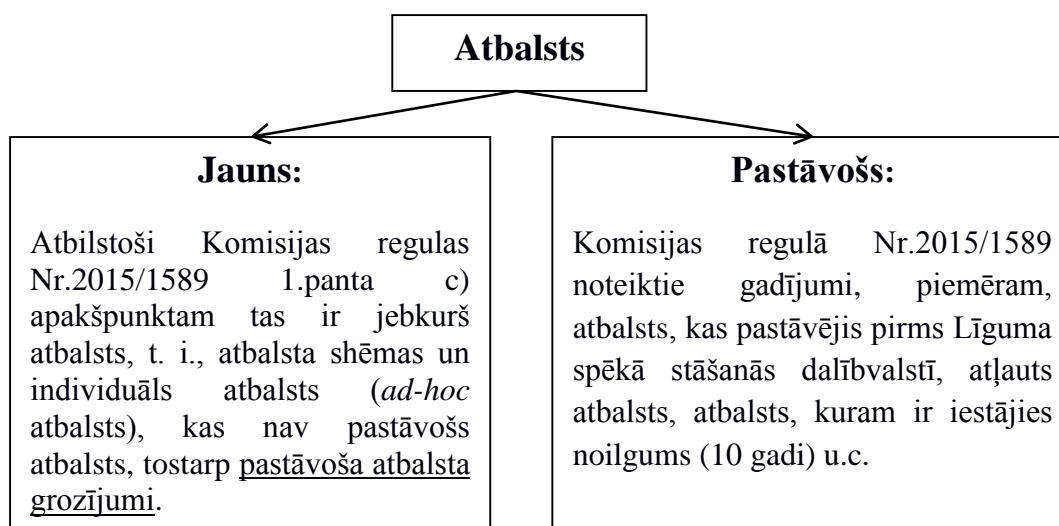 Atbalsts
Jauns:
Atbilstoši Komisijas regulas
Nr.2015/1589 1.panta c)
apakšpunktam tas ir jebkurš
atbalsts, t. i., atbalsta shēmas un
individuāls atbalsts (ad-hoc
atbalsts), kas nav pastāvošs
atbalsts, tostarp pastāvoša atbalsta
grozījumi.
Pastāvošs:
Komisijas regulā Nr.2015/1589
noteiktie gadījumi, piemēram,
atbalsts, kas pastāvējis pirms Līguma
spēkā stāšanās dalībvalstī, atļauts
atbalsts, atbalsts, kuram ir iestājies
noilgums (10 gadi) u.c.